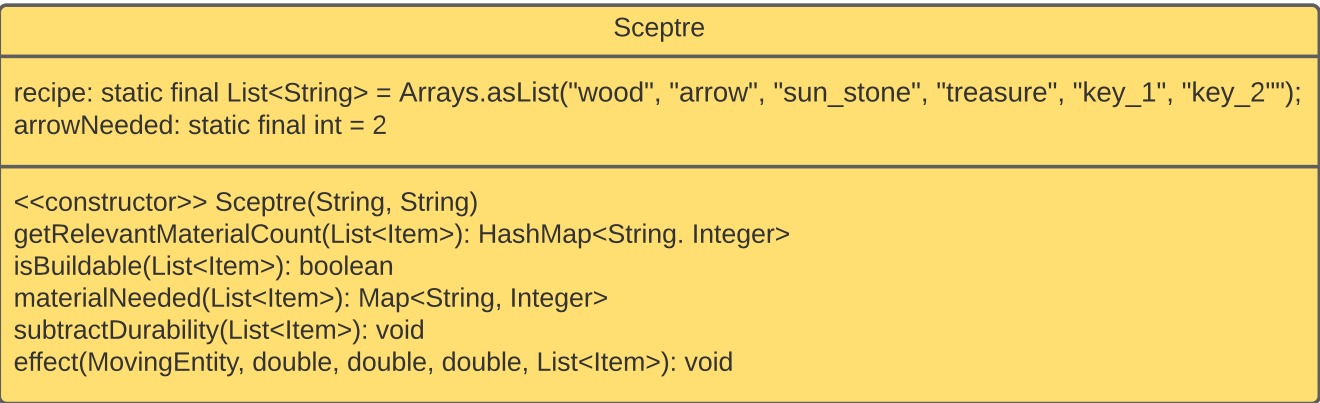 Sceptre
recipe: static final List<String> = Arrays.asList("wood", "arrow", "sun_stone", "treasure", "key_1", "key_2"");
arrowNeeded: static final int = 2
<<constructor>> Sceptre(String, String)
getRelevantMaterialCount(List<Item>): HashMap<String. Integer>
isBuildable(List<Item>): boolean
materialNeeded(List<Item>): Map<String, Integer>
subtractDurability(List<Item>): void
effect(MovingEntity, double, double, double, List<Item>): void